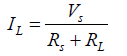 I_L = V_s / (R_s + R_L)